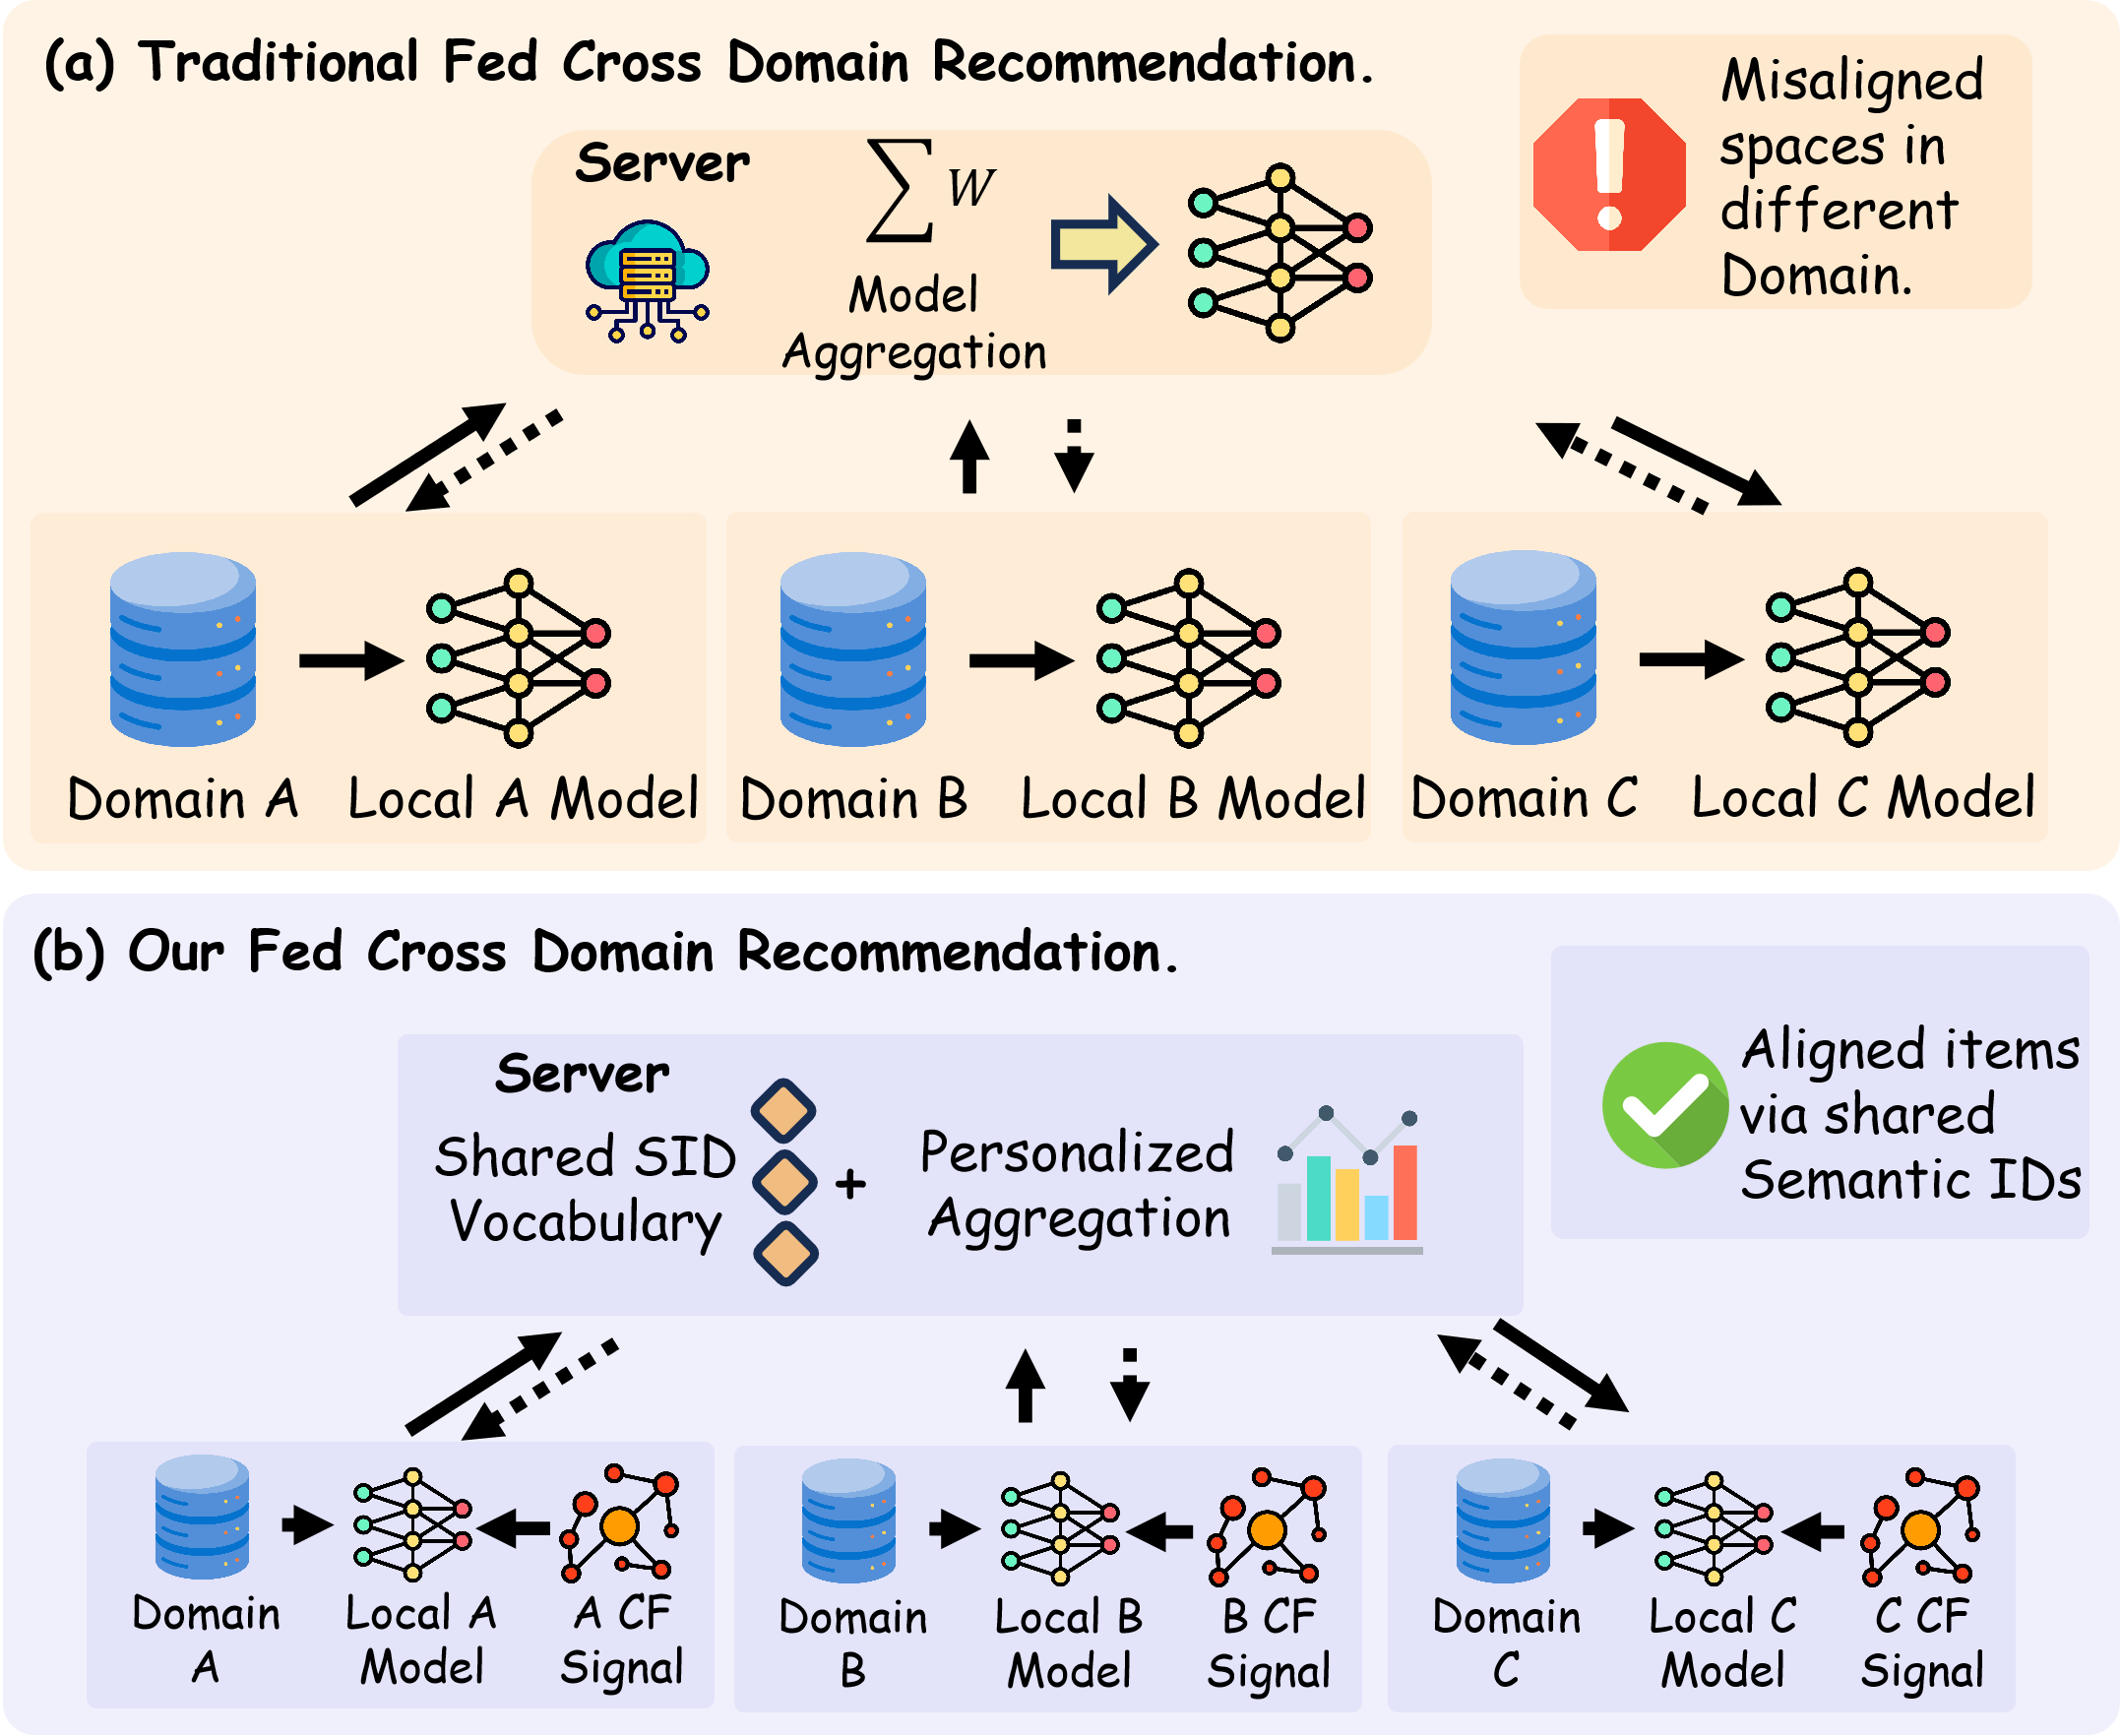 (a) Traditional Fed Cross Domain Recommendation.
Misaligned
spaces in
different
Domain.
Server
∑ w
Model
Aggregation
Domain A
Local A Model
Domain B
Local B Model
Domain C
Local C Model
(b) Our Fed Cross Domain Recommendation.
Aligned items
via shared
Semantic IDs
Server
Shared SID
Vocabulary
+
Personalized
Aggregation
Domain
A
Local A
Model
A CF
Signal
Domain
B
Local B
Model
B CF
Signal
Domain
C
Local C
Model
C CF
Signal